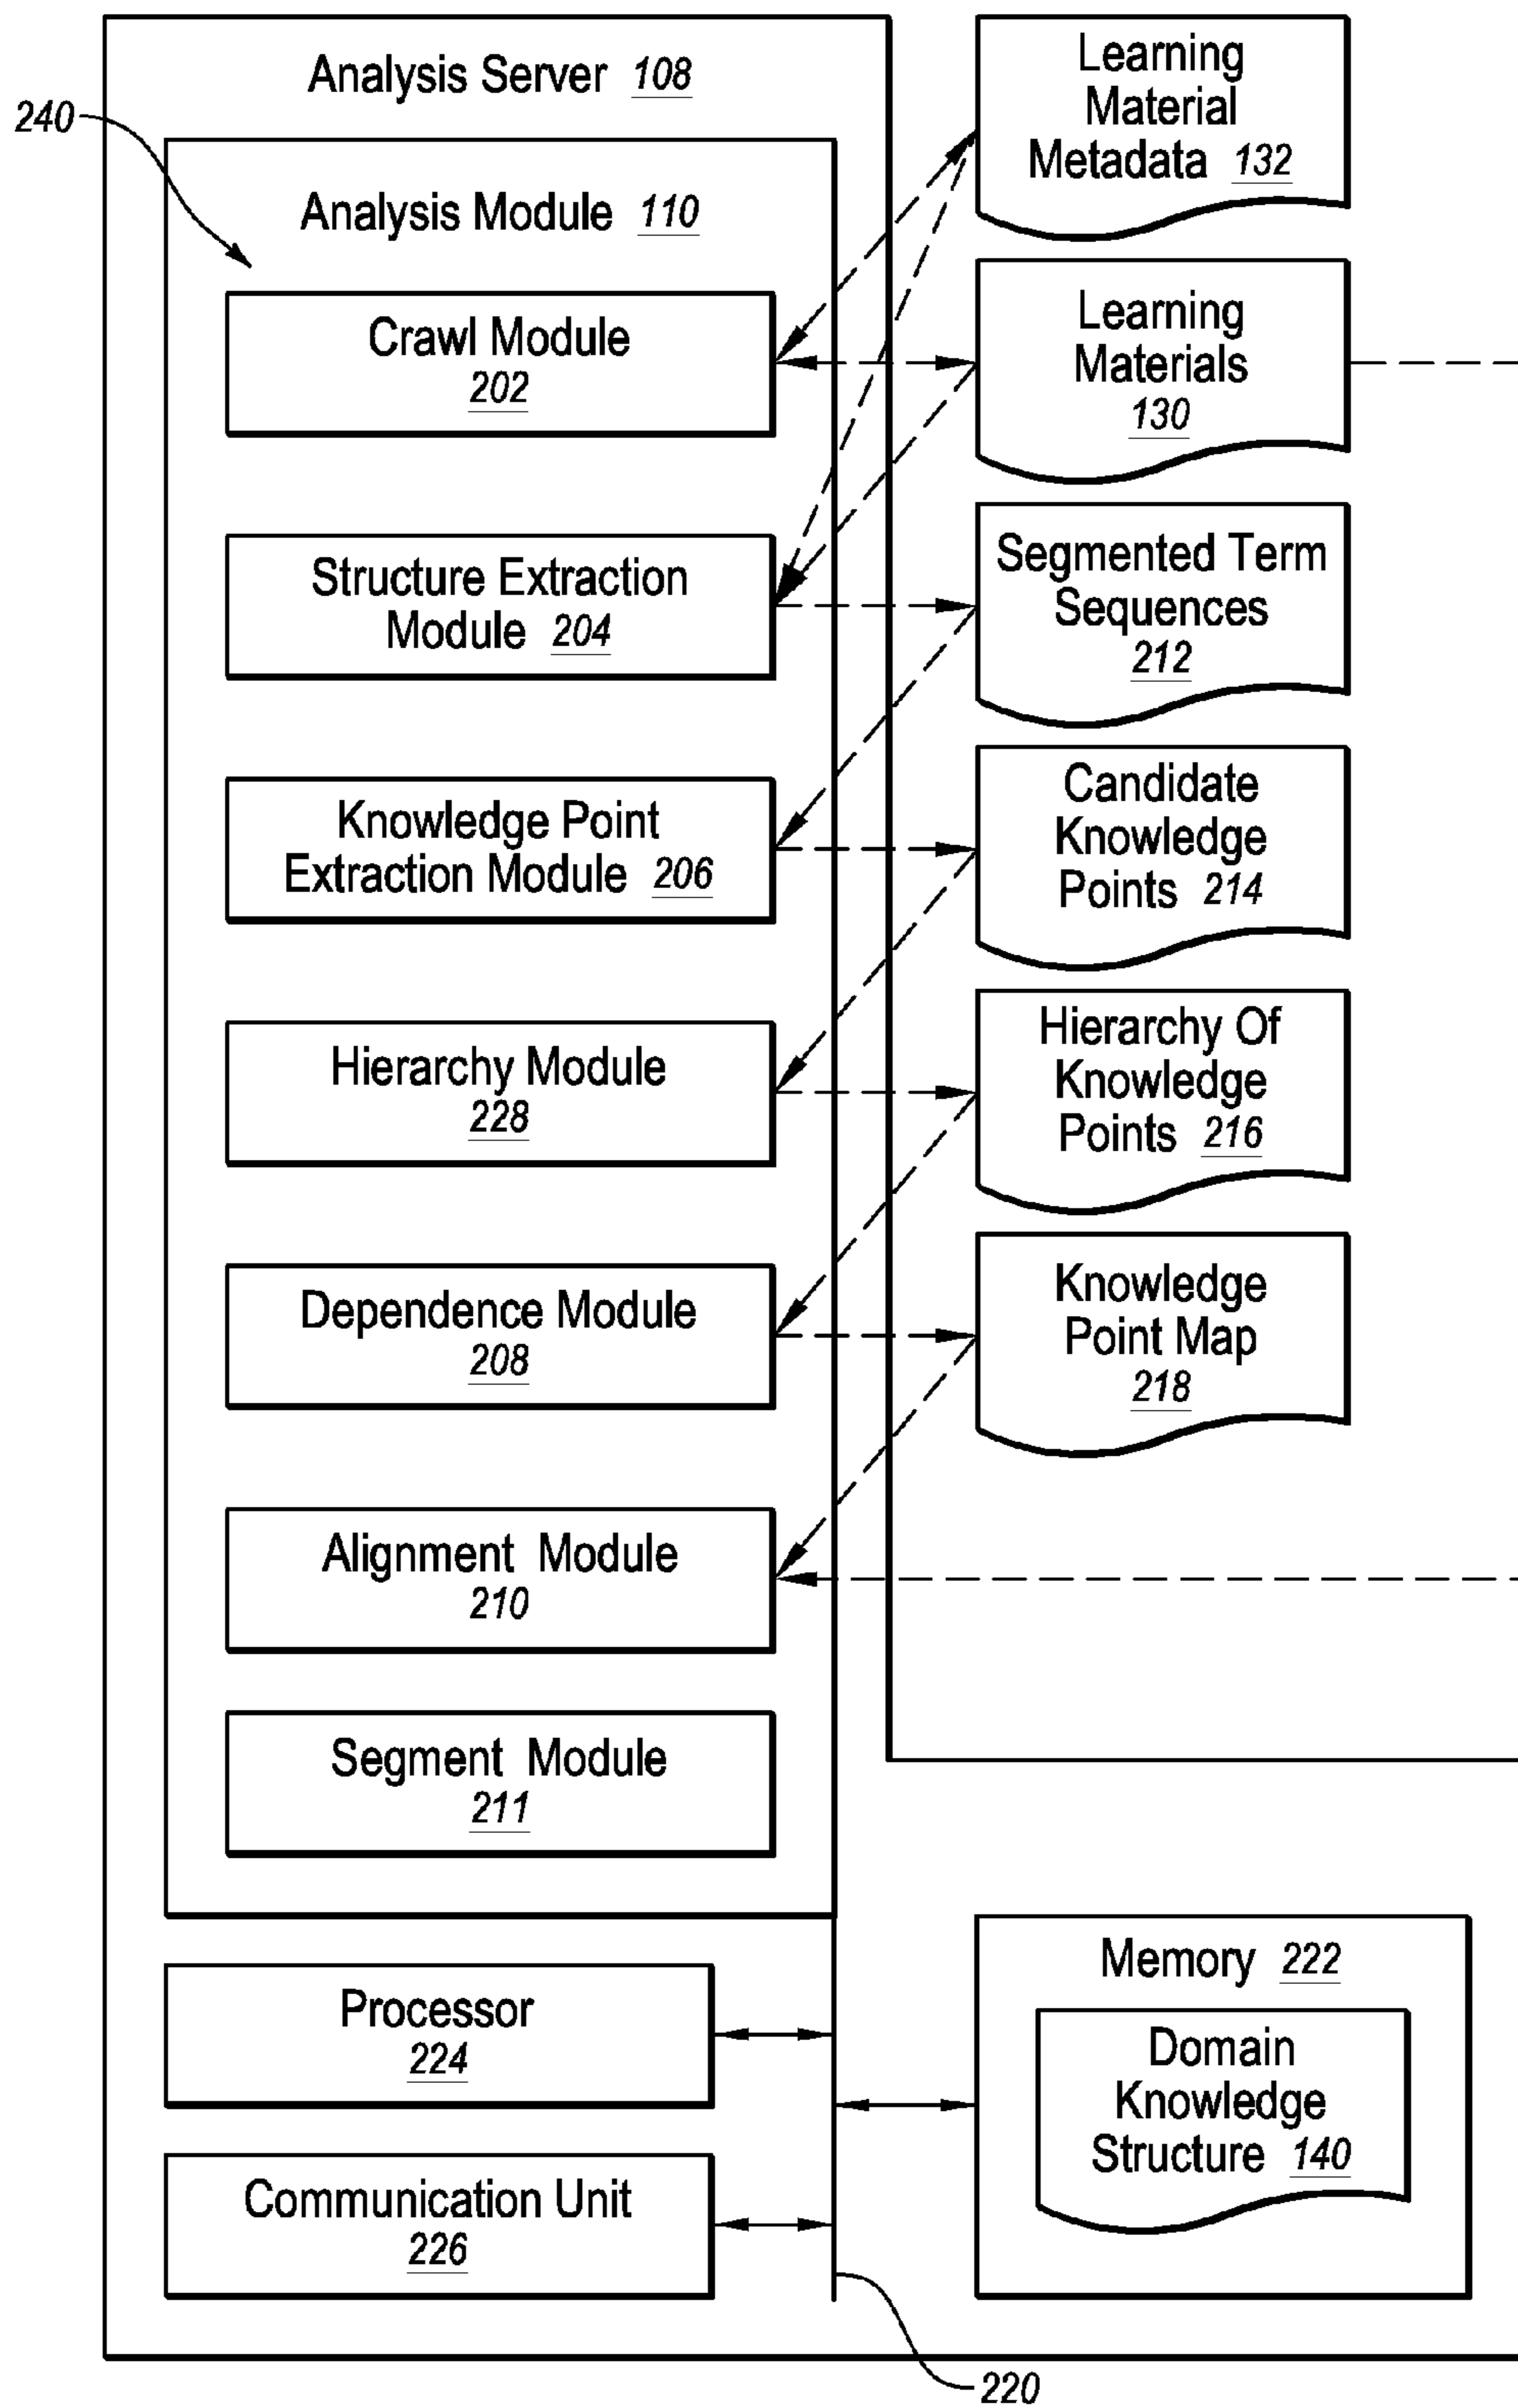 Analysis Server 108
240
Analysis Module 110
Crawl Module
202
Structure Extraction
Module 204
Knowledge Point
Extraction Module 206
Hierarchy Module
228
Dependence Module
208
Alignment Module
210
Segment Module
211
Processor
224
Communication Unit
226
Learning
Material
Metadata 132
Learning
Materials
130
Segmented Term
Sequences
212
Candidate
Knowledge
Points 214
Hierarchy Of
Knowledge
Points 216
Knowledge
Point Map
218
Memory 222
Domain
Knowledge
Structure 140
220